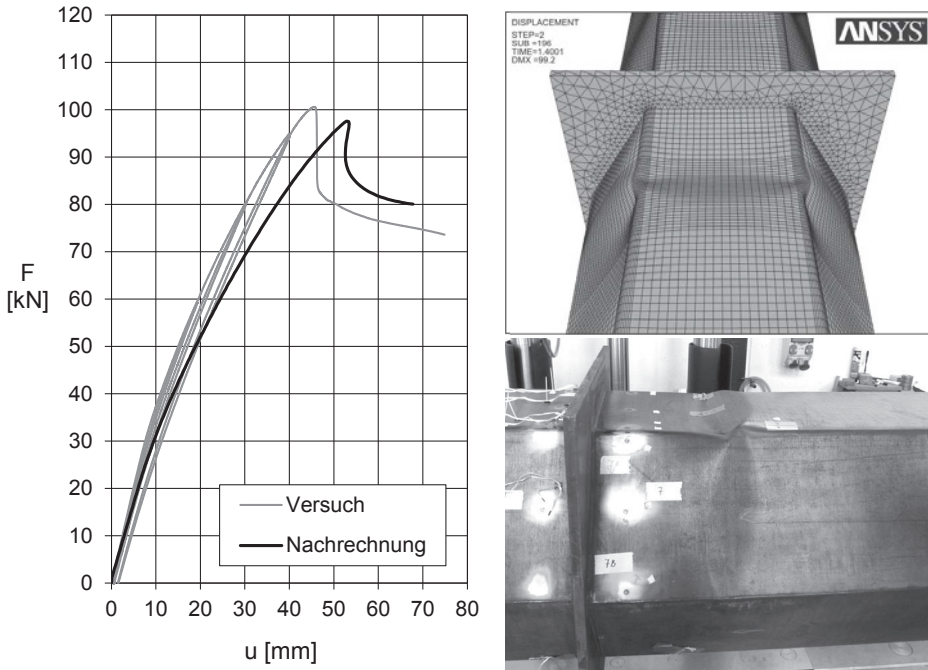 120
110
100
90
80
70
60
50
40
30
20
10
0
F
[kN]
Versuch
Nachrechnung
0 10 20 30 40 50 60 70 80
u [mm]
DISPLACEMENT
STEP=2
SUB =196
TIME=1.4001
DMX =99.2
ANSYS
7